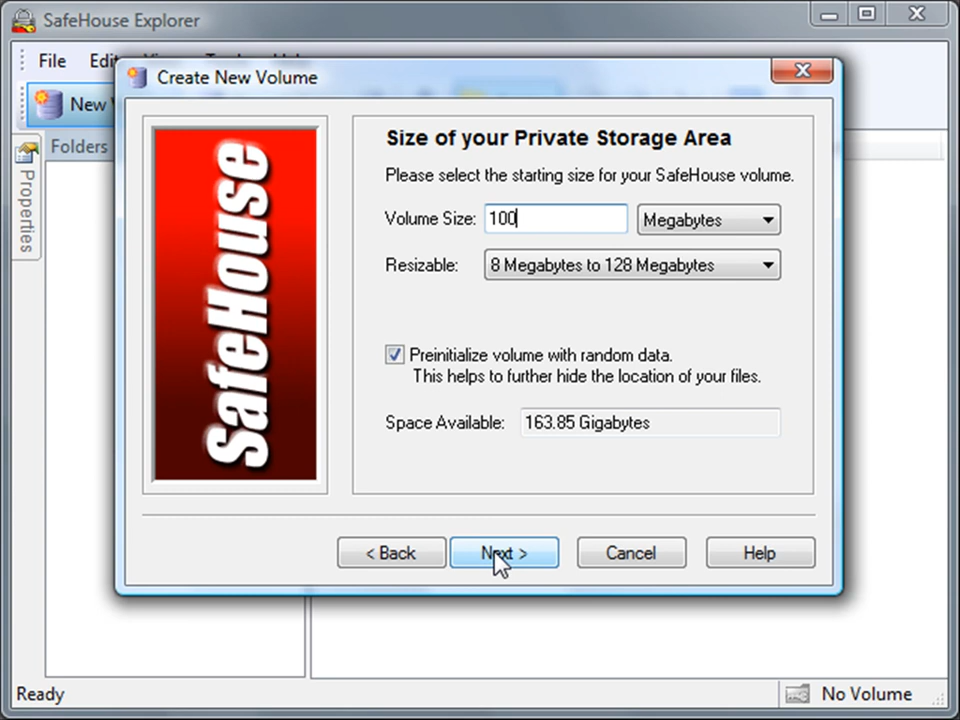 SafeHouse Explorer
File Edit
Create New Volume
New
Folders
Properties
SafeHouse
Size of your Private Storage Area
Please select the starting size for your SafeHouse volume.
Volume Size: 100 Megabytes
Resizable: 8 Megabytes to 128 Megabytes
Preinitialize volume with random data.
This helps to further hide the location of your files.
Space Available: 163.85 Gigabytes
< Back Next > Cancel Help
Ready No Volume